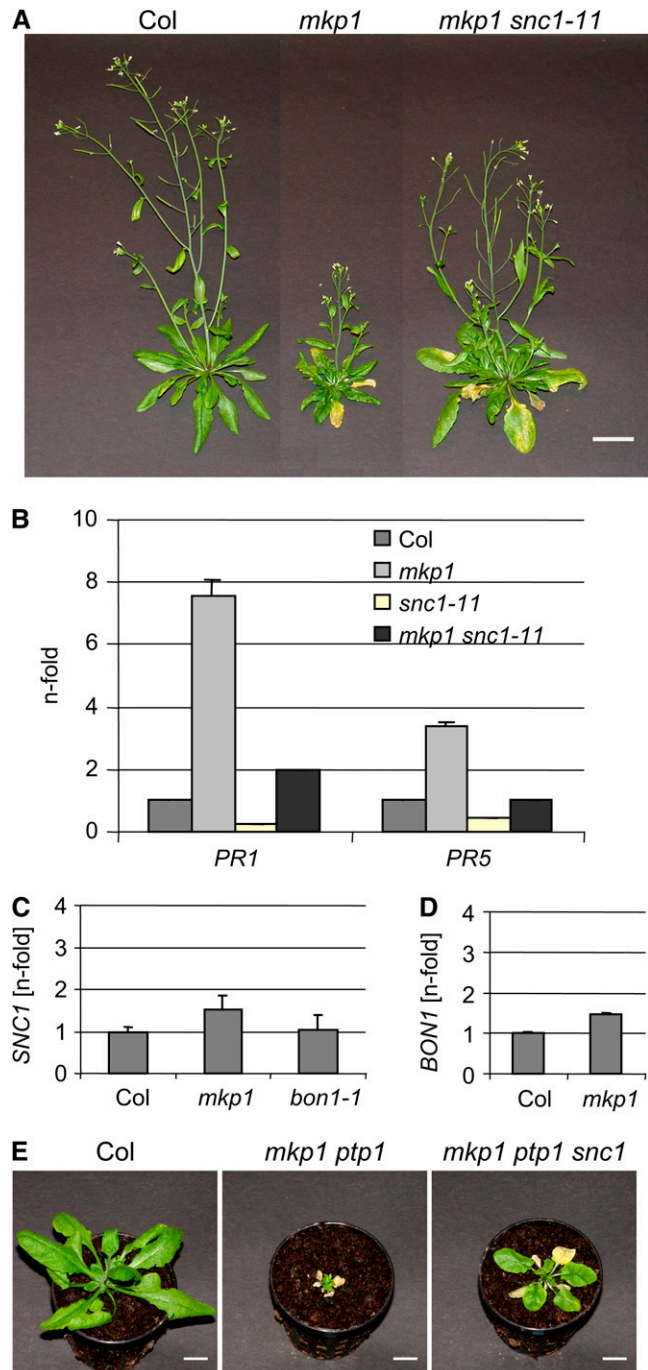 A
Col
mkp1
mkp1 snc1-11
B
10
8
6
4
2
0
n-fold
Col
mkp1
snc1-11
mkp1 snc1-11
PR1
PR5
C
4
3
2
1
0
SNC1 [n-fold]
Col
mkp1
bon1-1
D
4
3
2
1
0
BON1 [n-fold]
Col
mkp1
E
Col
mkp1 ptp1
mkp1 ptp1 snc1